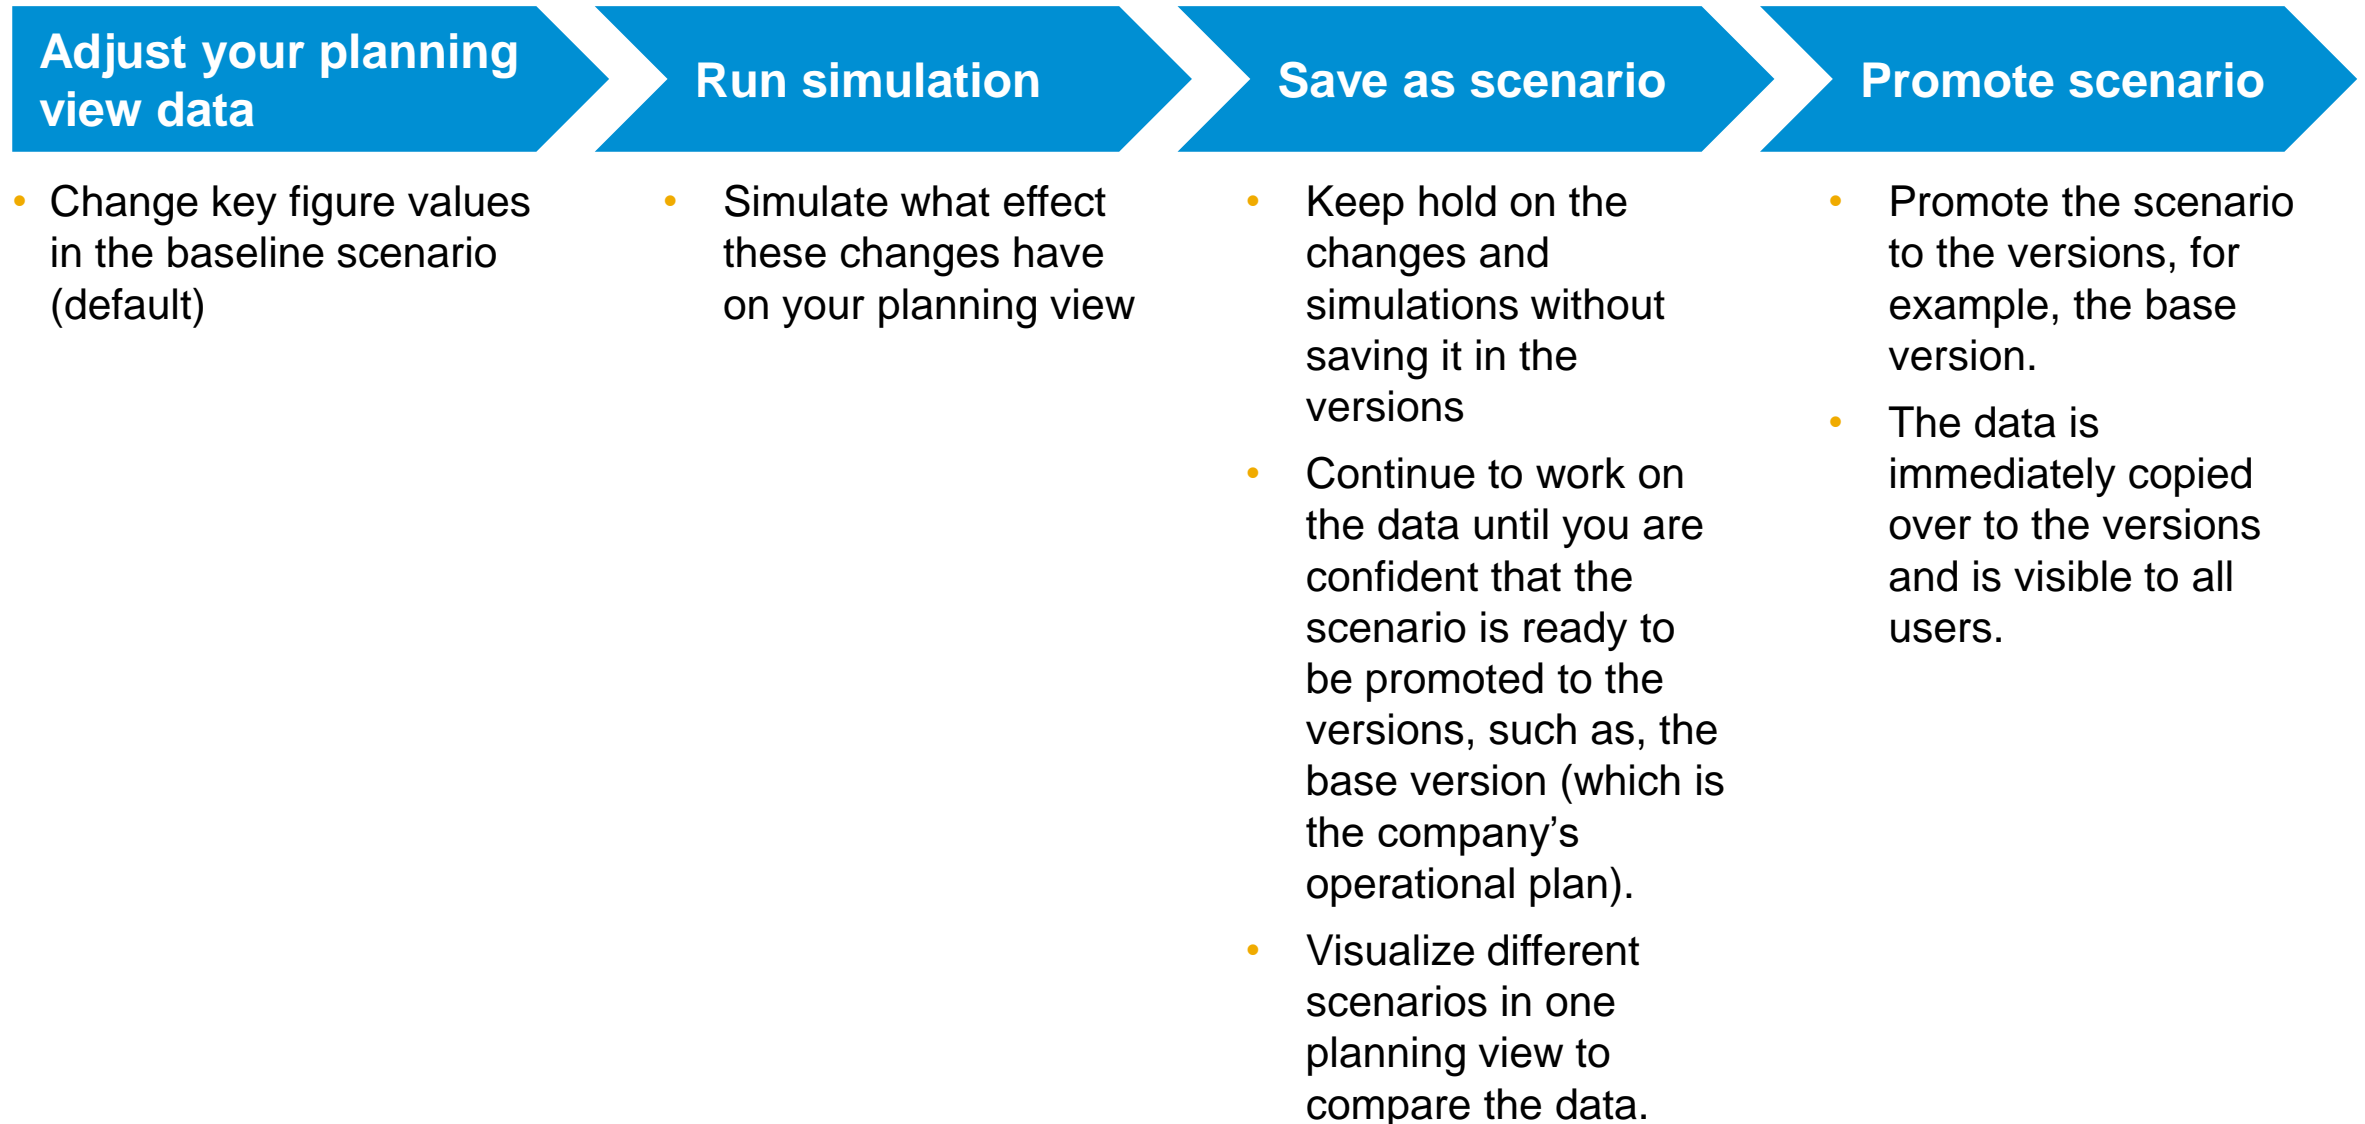 Adjust your planning
view data
• Change key figure values
in the baseline scenario
(default)
Run simulation
• Simulate what effect
these changes have
on your planning view
Save as scenario
• Keep hold on the
changes and
simulations without
saving it in the
versions
• Continue to work on
the data until you are
confident that the
scenario is ready to
be promoted to the
versions, such as, the
base version (which is
the company’s
operational plan).
• Visualize different
scenarios in one
planning view to
compare the data.
Promote scenario
• Promote the scenario
to the versions, for
example, the base
version.
• The data is
immediately copied
over to the versions
and is visible to all
users.